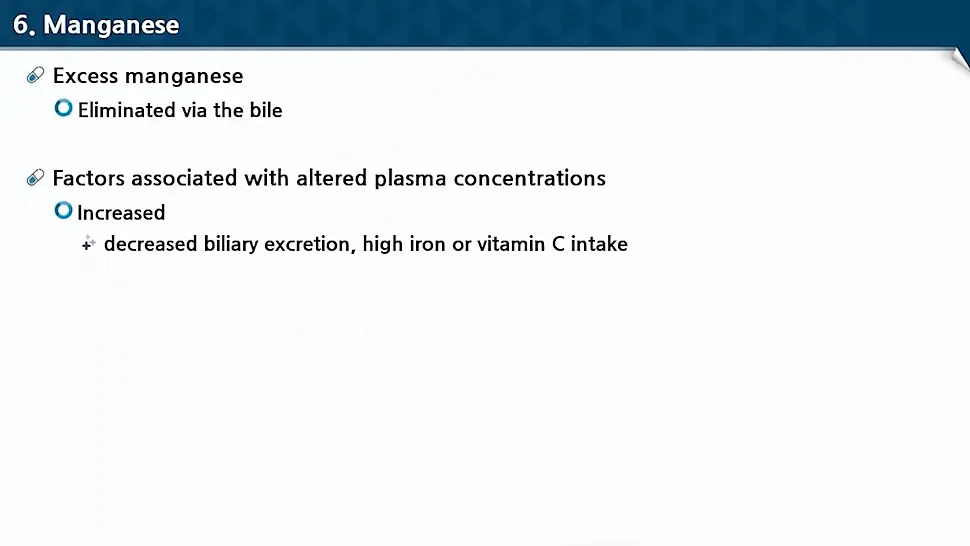 6. Manganese
Excess manganese
Eliminated via the bile
Factors associated with altered plasma concentrations
Increased
decreased biliary excretion, high iron or vitamin C intake